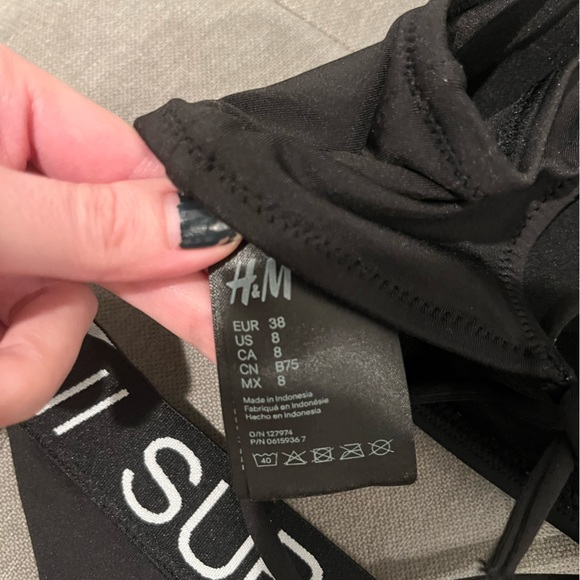 H&M
EUR 38
US 8
CA 8
CN B75
MX 8
Made in Indonesia
Fabriqué en Indonésie
Hecho en Indonesia
O/N 127974
P/N 0615936 7
40
SUP